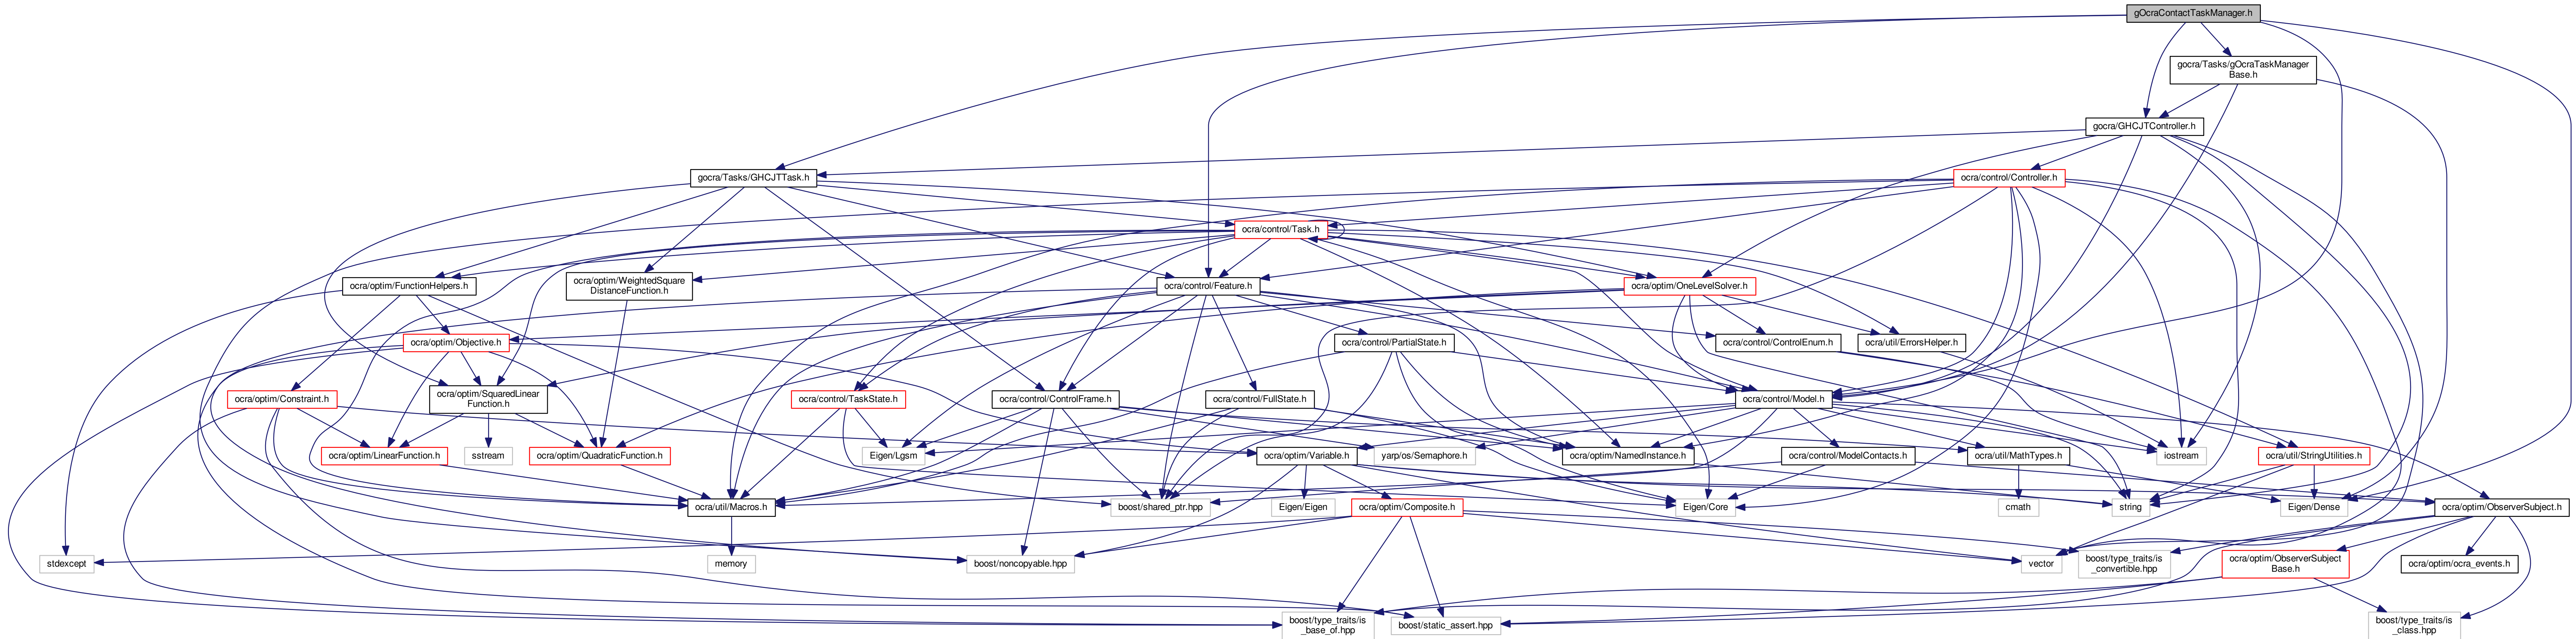 gOcraContactTaskManager.h
gocra/Tasks/gOcraTaskManager
Base.h
gocra/GHCJTController.h
gocra/Tasks/GHCJTTask.h
ocra/control/Controller.h
ocra/control/Task.h
ocra/optim/FunctionHelpers.h
ocra/optim/WeightedSquare
DistanceFunction.h
ocra/control/Feature.h
ocra/optim/OneLevelSolver.h
ocra/optim/Objective.h
ocra/control/PartialState.h
ocra/control/ControlEnum.h
ocra/util/ErrorsHelper.h
ocra/optim/Constraint.h
ocra/optim/SquaredLinear
Function.h
ocra/control/TaskState.h
ocra/control/ControlFrame.h
ocra/control/FullState.h
ocra/control/Model.h
ocra/optim/LinearFunction.h
sstream
ocra/optim/QuadraticFunction.h
Eigen/Lgsm
ocra/optim/Variable.h
yarp/os/Semaphore.h
ocra/optim/NamedInstance.h
ocra/control/ModelContacts.h
ocra/util/MathTypes.h
iostream
ocra/util/StringUtilities.h
ocra/util/Macros.h
boost/shared_ptr.hpp
Eigen/Eigen
ocra/optim/Composite.h
Eigen/Core
cmath
string
Eigen/Dense
ocra/optim/ObserverSubject.h
stdexcept
memory
boost/noncopyable.hpp
vector
boost/type_traits/is
_convertible.hpp
ocra/optim/ObserverSubject
Base.h
ocra/optim/ocra_events.h
boost/type_traits/is
_base_of.hpp
boost/static_assert.hpp
boost/type_traits/is
_class.hpp